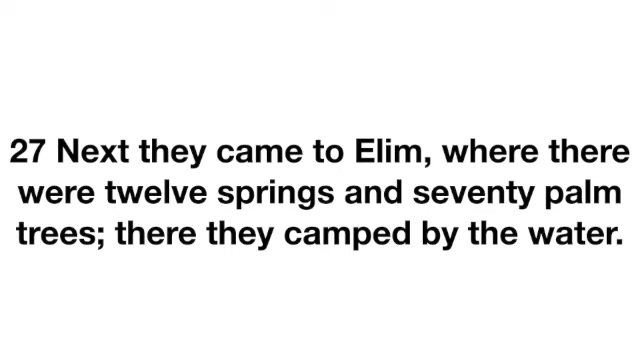 27 Next they came to Elim, where there
were twelve springs and seventy palm
trees; there they camped by the water.